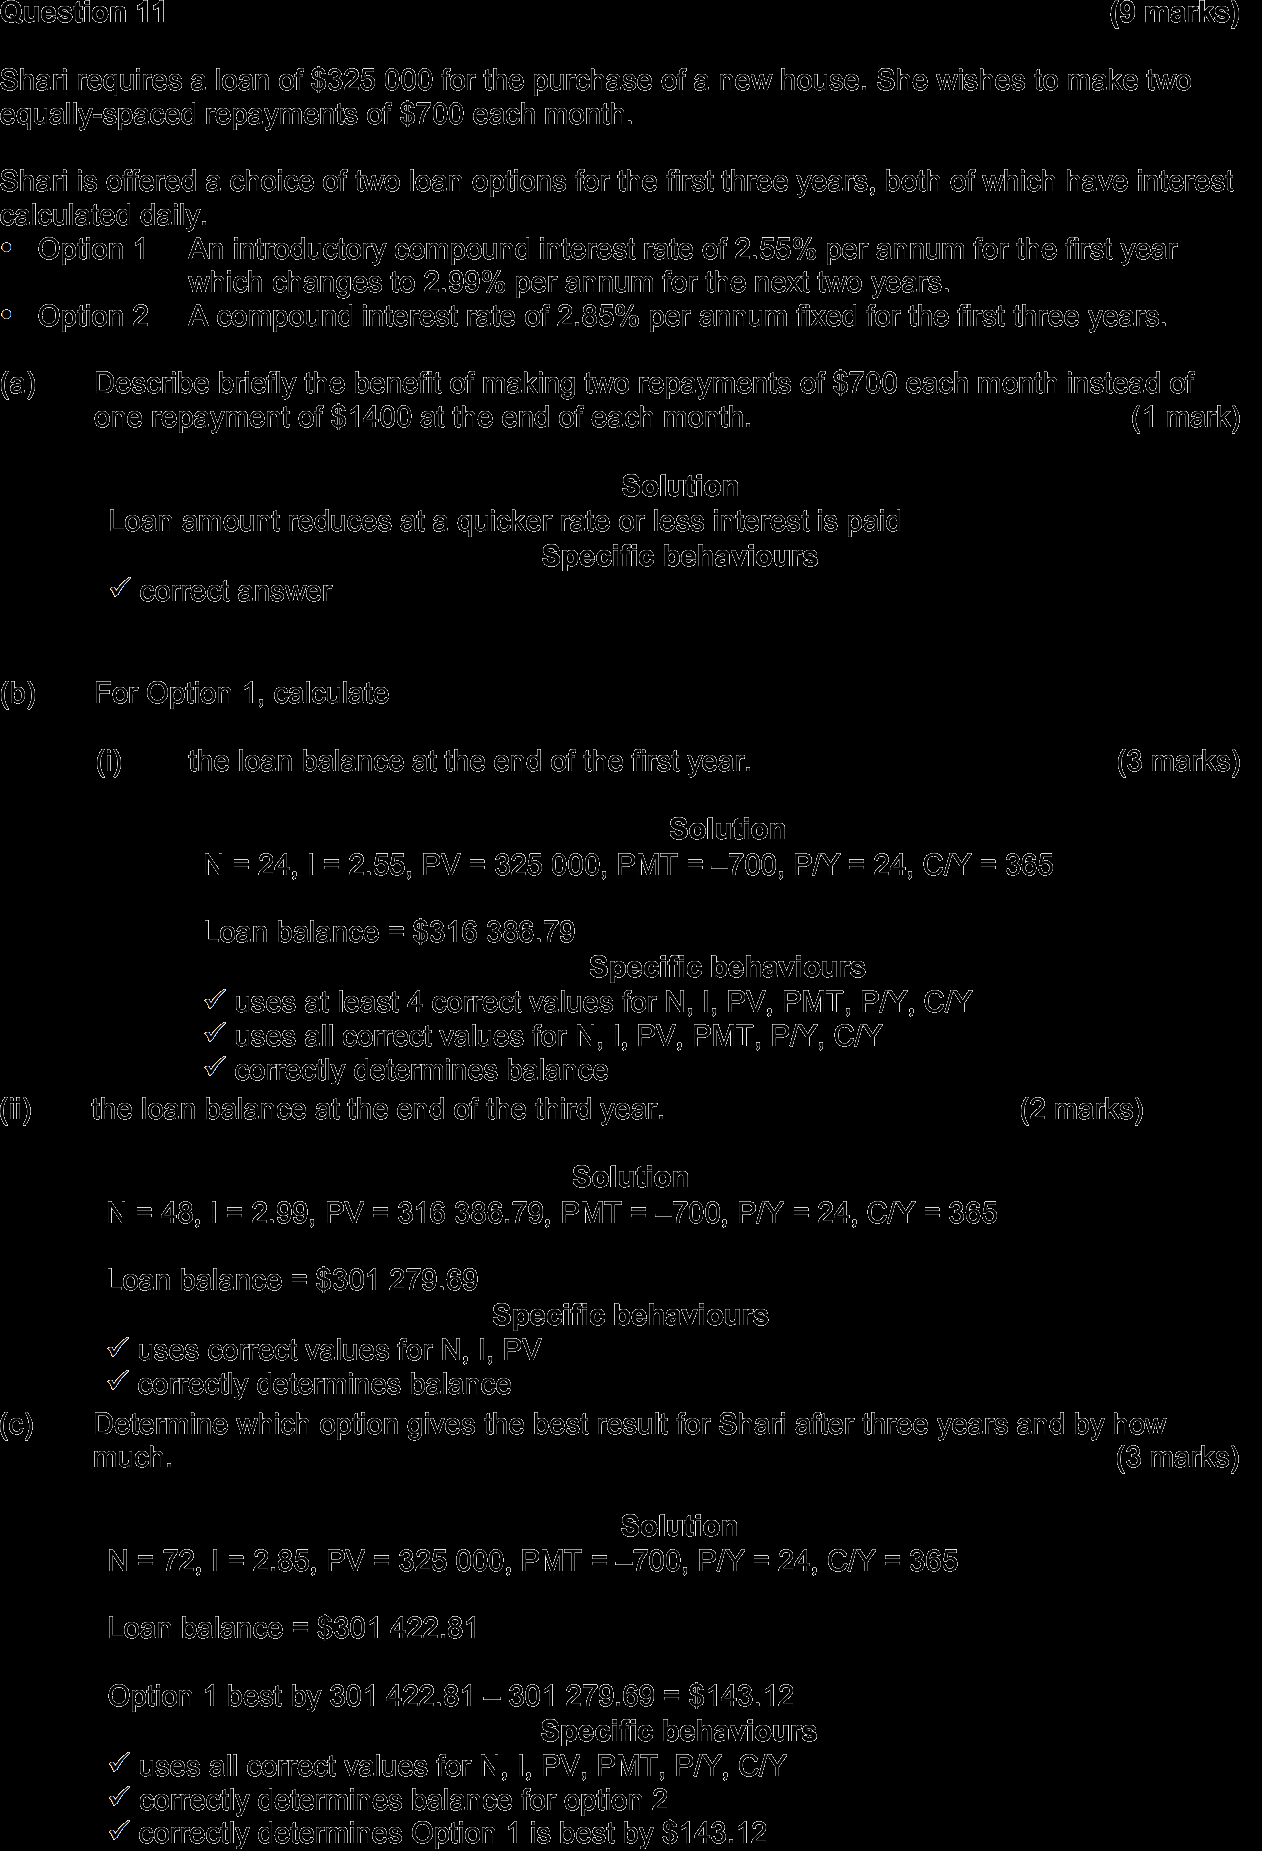 Question 11 (9 marks)
Shari requires a loan of $325 000 for the purchase of a new house. She wishes to make two
equally-spaced repayments of $700 each month.
Shari is offered a choice of two loan options for the first three years, both of which have interest
calculated daily.
• Option 1 An introductory compound interest rate of 2.55% per annum for the first year
which changes to 2.99% per annum for the next two years.
• Option 2 A compound interest rate of 2.85% per annum fixed for the first three years.
(a) Describe briefly the benefit of making two repayments of $700 each month instead of
one repayment of $1400 at the end of each month. (1 mark)
Solution
Loan amount reduces at a quicker rate or less interest is paid
Specific behaviours
✓ correct answer
(b) For Option 1, calculate
(i) the loan balance at the end of the first year. (3 marks)
Solution
N = 24, I = 2.55, PV = 325 000, PMT = –700, P/Y = 24, C/Y = 365
Loan balance = $316 386.79
Specific behaviours
✓ uses at least 4 correct values for N, I, PV, PMT, P/Y, C/Y
✓ uses all correct values for N, I, PV, PMT, P/Y, C/Y
✓ correctly determines balance
(ii) the loan balance at the end of the third year. (2 marks)
Solution
N = 48, I = 2.99, PV = 316 386.79, PMT = –700, P/Y = 24, C/Y = 365
Loan balance = $301 279.69
Specific behaviours
✓ uses correct values for N, I, PV
✓ correctly determines balance
(c) Determine which option gives the best result for Shari after three years and by how
much. (3 marks)
Solution
N = 72, I = 2.85, PV = 325 000, PMT = –700, P/Y = 24, C/Y = 365
Loan balance = $301 422.81
Option 1 best by 301 422.81 – 301 279.69 = $143.12
Specific behaviours
✓ uses all correct values for N, I, PV, PMT, P/Y, C/Y
✓ correctly determines balance for option 2
✓ correctly determines Option 1 is best by $143.12